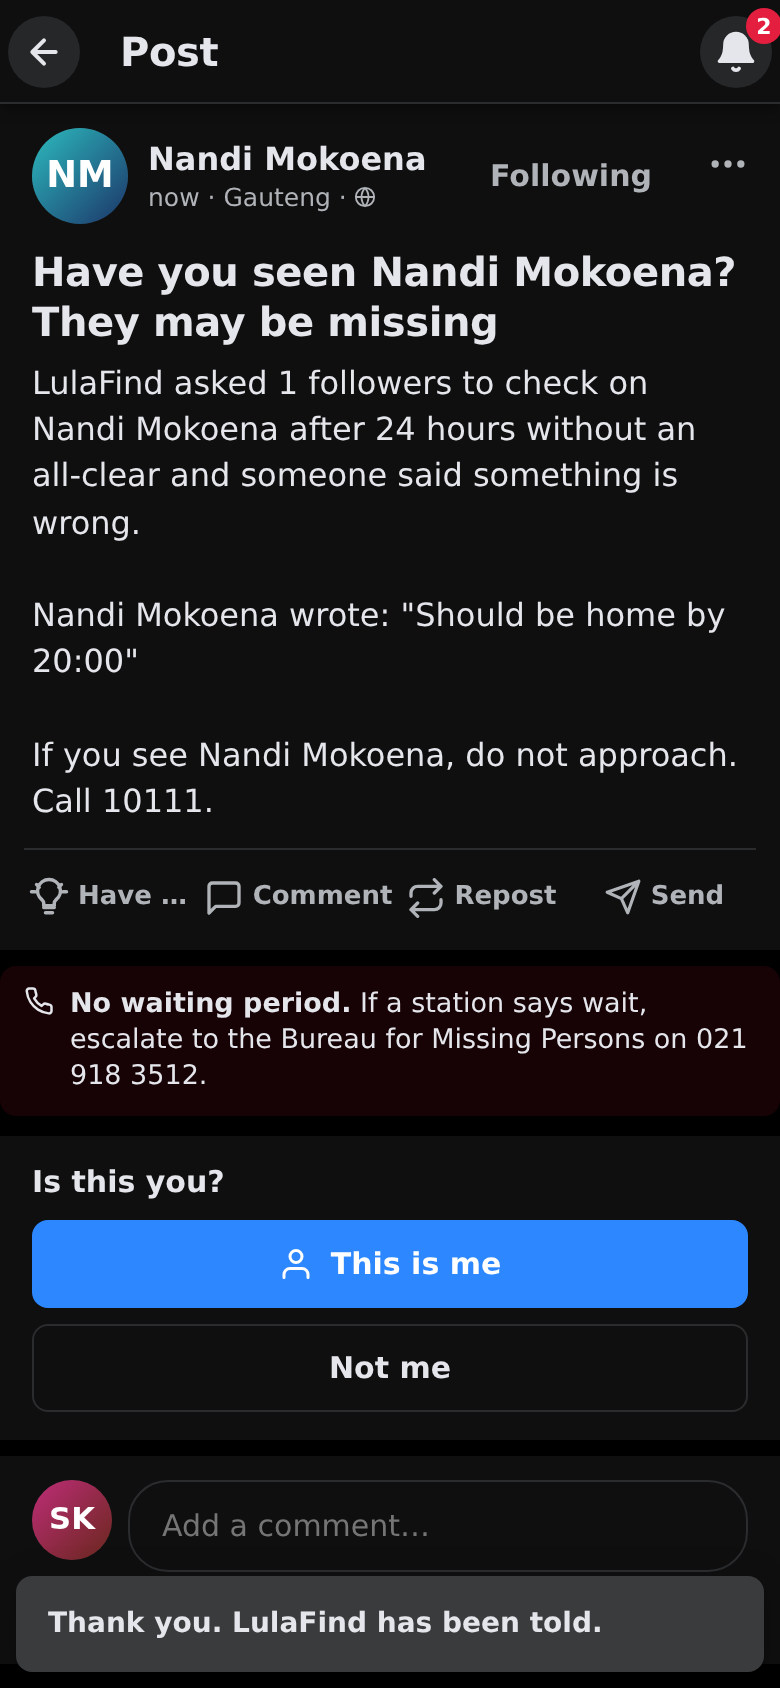 Post
2
NM
Nandi Mokoena
now · Gauteng ·
Following
Have you seen Nandi Mokoena?
They may be missing
LulaFind asked 1 followers to check on
Nandi Mokoena after 24 hours without an
all-clear and someone said something is
wrong.
Nandi Mokoena wrote: "Should be home by
20:00"
If you see Nandi Mokoena, do not approach.
Call 10111.
Have ...
Comment
Repost
Send
No waiting period. If a station says wait,
escalate to the Bureau for Missing Persons on 021
918 3512.
Is this you?
This is me
Not me
SK
Add a comment...
Thank you. LulaFind has been told.